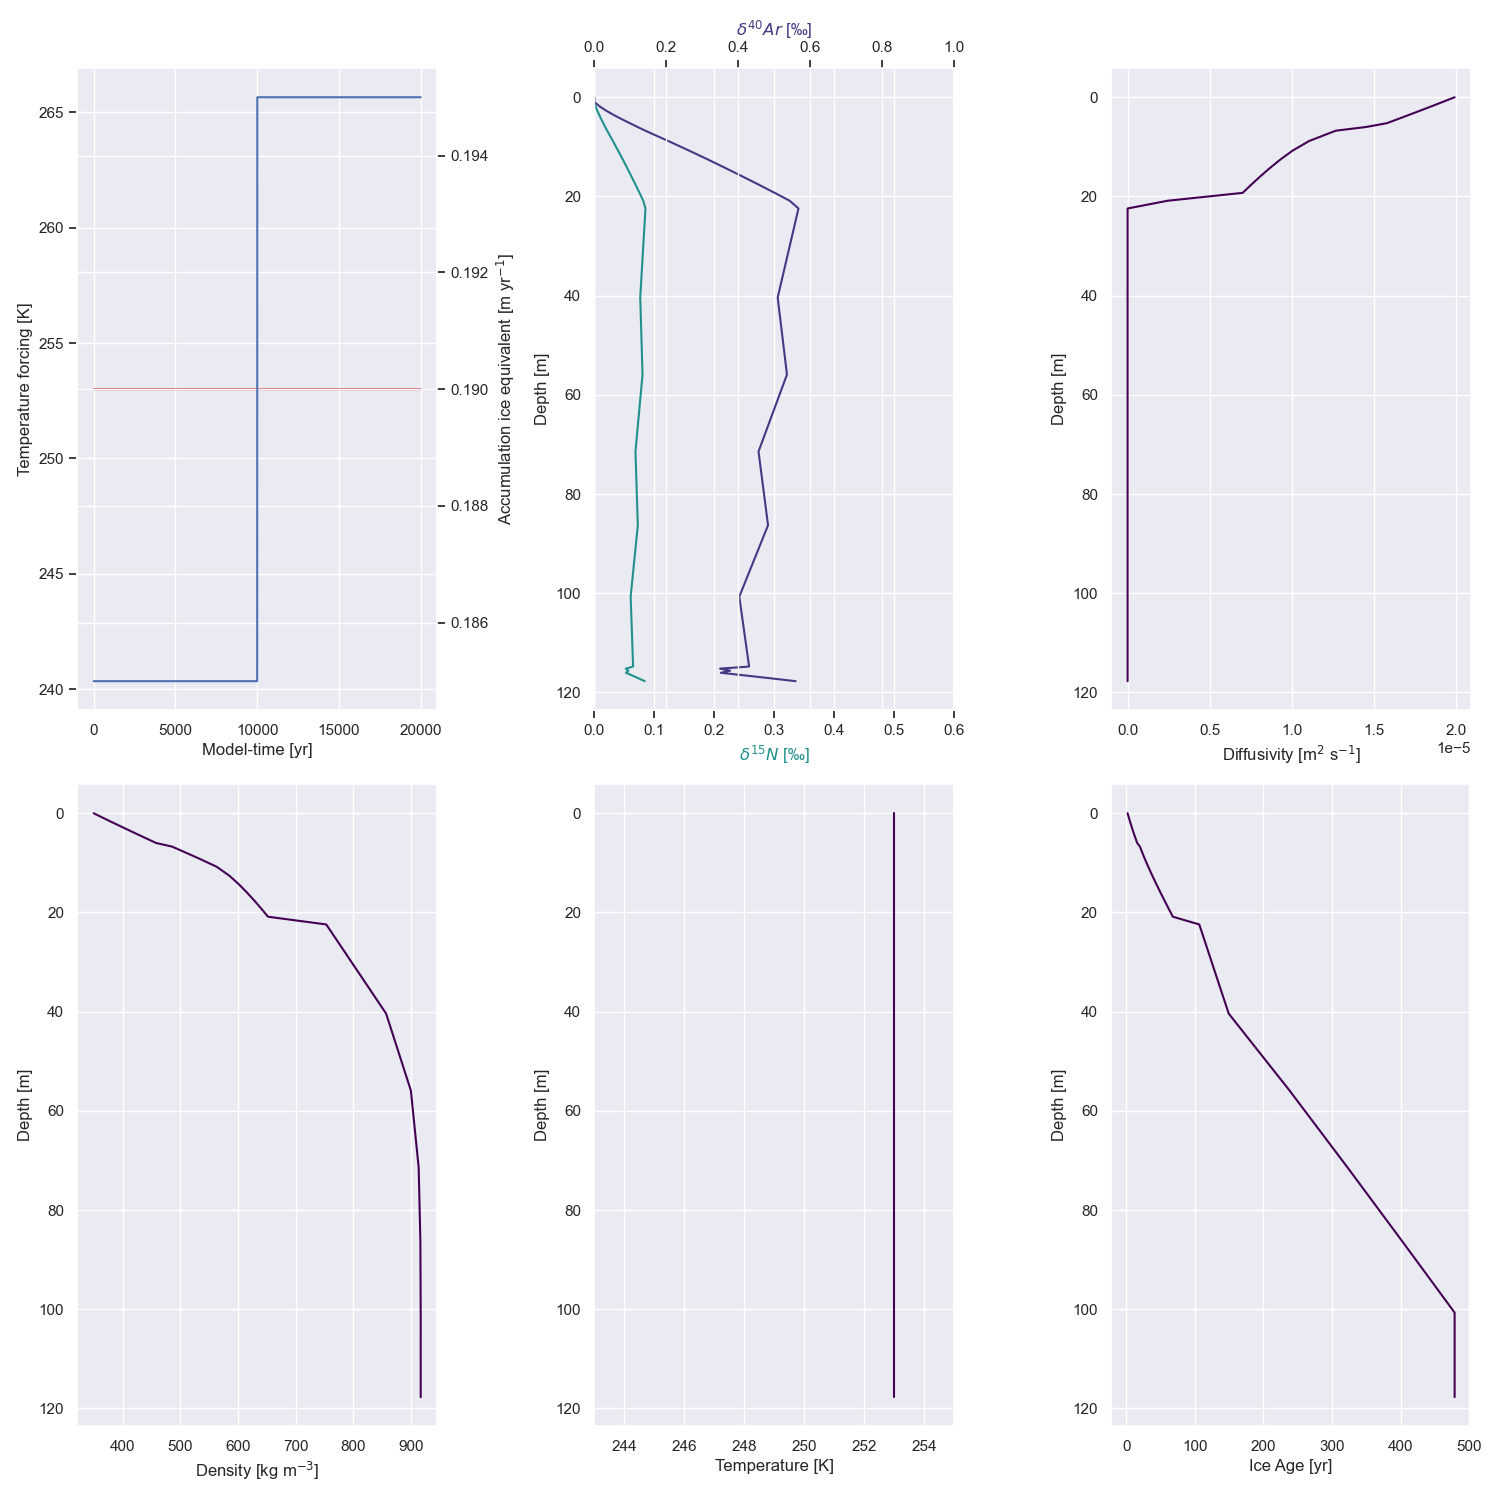 δ⁴⁰Ar [‰]
0.0 0.2 0.4 0.6 0.8 1.0
265
260
255
250
245
240
Temperature forcing [K]
0 5000 10000 15000 20000
Model-time [yr]
0.194
0.192
0.190
0.188
0.186
Accumulation ice equivalent [m yr⁻¹]
0
20
40
60
80
100
120
Depth [m]
0.0 0.1 0.2 0.3 0.4 0.5 0.6
δ¹⁵N [‰]
0
20
40
60
80
100
120
Depth [m]
0.0 0.5 1.0 1.5 2.0
1e−5
Diffusivity [m² s⁻¹]
0
20
40
60
80
100
120
Depth [m]
400 500 600 700 800 900
Density [kg m⁻³]
0
20
40
60
80
100
120
Depth [m]
244 246 248 250 252 254
Temperature [K]
0
20
40
60
80
100
120
Depth [m]
0 100 200 300 400 500
Ice Age [yr]